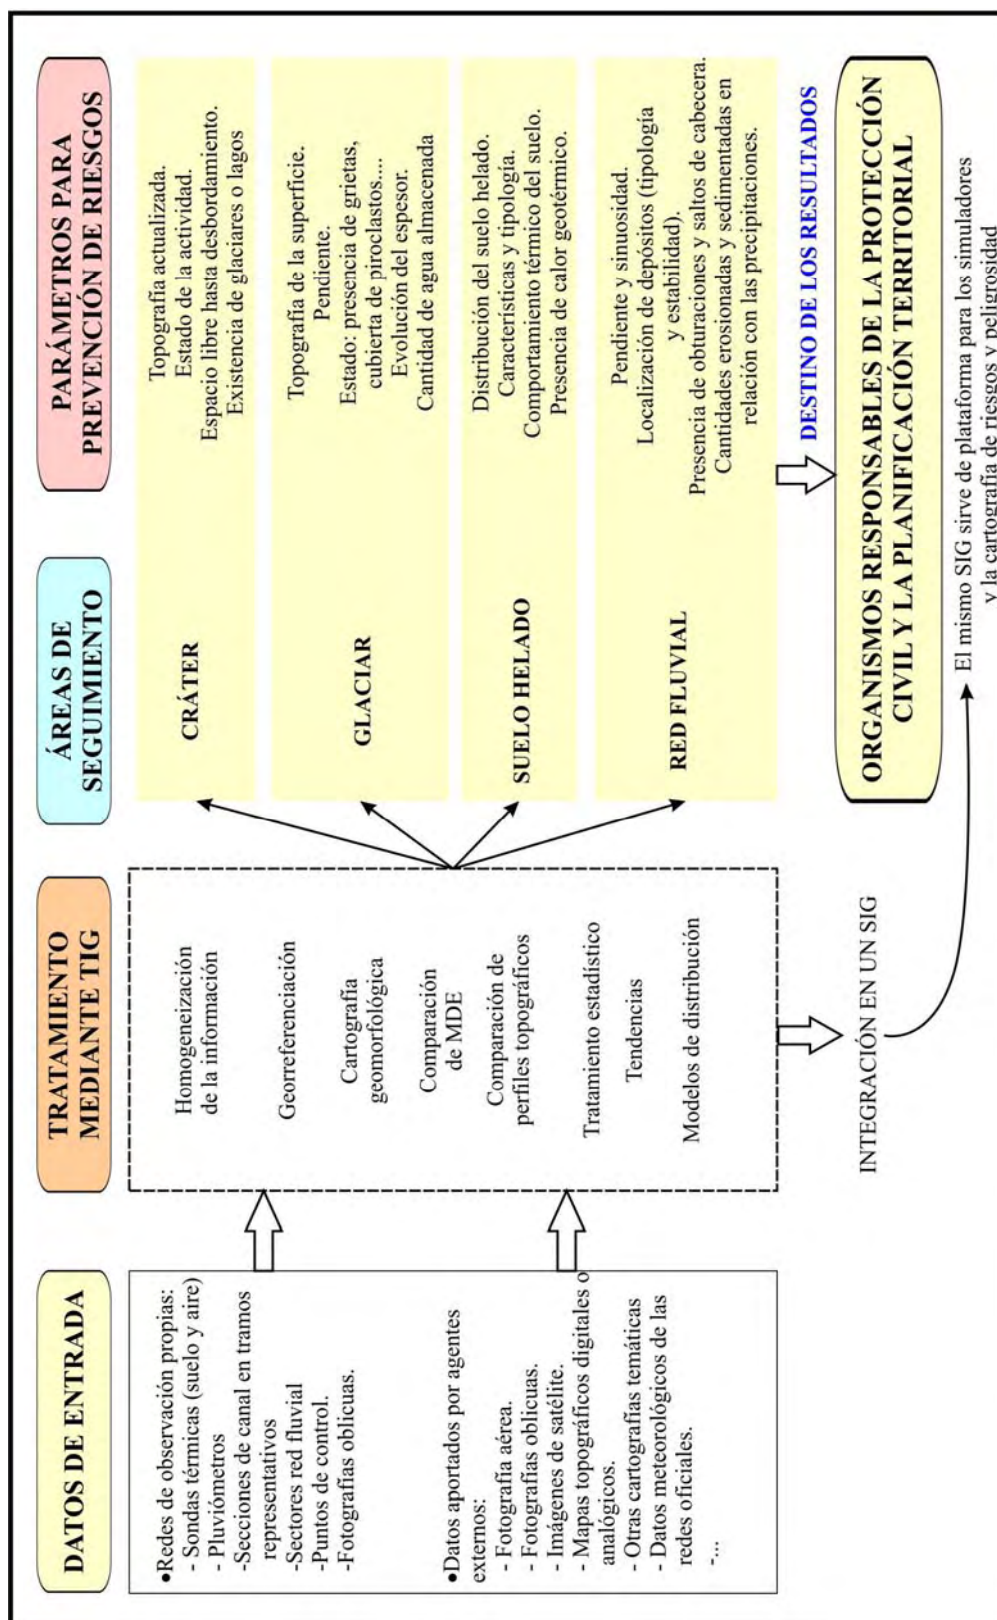 DATOS DE ENTRADA
●Redes de observación propias:
- Sondas térmicas (suelo y aire)
- Pluviómetros
-Secciones de canal en tramos
representativos
-Sectores red fluvial
- Puntos de control.
-Fotografías oblicuas.
●Datos aportados por agentes
externos:
- Fotografía aérea.
- Fotografías oblicuas.
- Imágenes de satélite.
- Mapas topográficos digitales o
analógicos.
- Otras cartografías temáticas
- Datos meteorológicos de las
redes oficiales.
-...
TRATAMIENTO
MEDIANTE TIG
Homogeneización
de la información
Georreferenciación
Cartografía
geomorfológica
Comparación
de MDE
Comparación de
perfiles topográficos
Tratamiento estadístico
Tendencias
Modelos de distribución
INTEGRACIÓN EN UN SIG
ÁREAS DE
SEGUIMIENTO
PARÁMETROS PARA
PREVENCIÓN DE RIESGOS
CRÁTER
Topografía actualizada.
Estado de la actividad.
Espacio libre hasta desbordamiento.
Existencia de glaciares o lagos
GLACIAR
Topografía de la superficie.
Pendiente.
Estado: presencia de grietas,
cubierta de piroclastos...
Evolución del espesor.
Cantidad de agua almacenada
SUELO HELADO
Distribución del suelo helado.
Características y tipología.
Comportamiento térmico del suelo.
Presencia de calor geotérmico.
RED FLUVIAL
Pendiente y sinuosidad.
Localización de depósitos (tipología
y estabilidad).
Presencia de obturaciones y saltos de cabecera.
Cantidades erosionadas y sedimentadas en
relación con las precipitaciones.
DESTINO DE LOS RESULTADOS
ORGANISMOS RESPONSABLES DE LA PROTECCIÓN
CIVIL Y LA PLANIFICACIÓN TERRITORIAL
El mismo SIG sirve de plataforma para los simuladores
y la cartografía de riesgos y peligrosidad